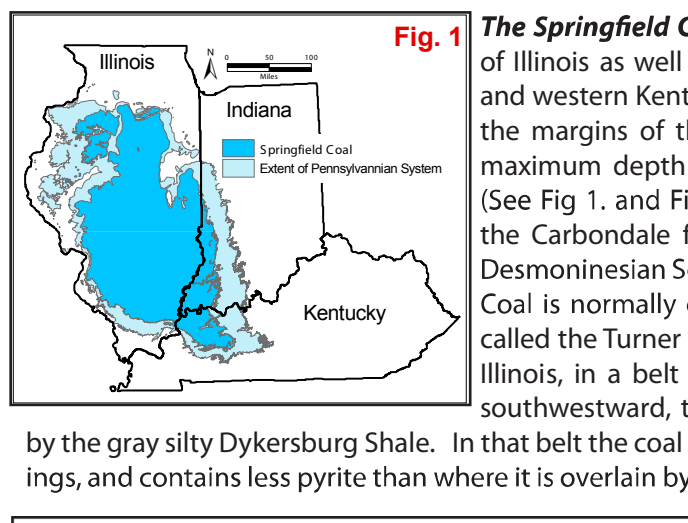 Fig. 1
Illinois
N
0 50 100
Miles
Indiana
Springfield Coal
Extent of Pennsylvannian System
Kentucky
The Springfield
of Illinois as well
and western Kent
the margins of th
maximum depth
(See Fig 1. and Fi
the Carbondale f
Desmoninesian Se
Coal is normally
called the Turner
Illinois, in a belt
southwestward, t
by the gray silty Dykersburg Shale. In that belt the coal
ings, and contains less pyrite than where it is overlain by